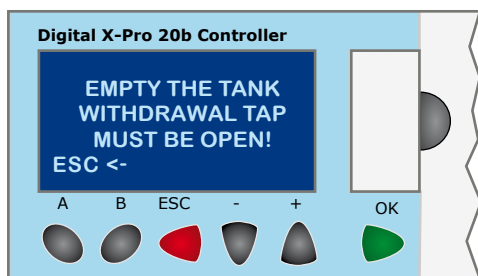 Digital X-Pro 20b Controller
EMPTY THE TANK
WITHDRAWAL TAP
MUST BE OPEN!
ESC <-
A B ESC - + OK